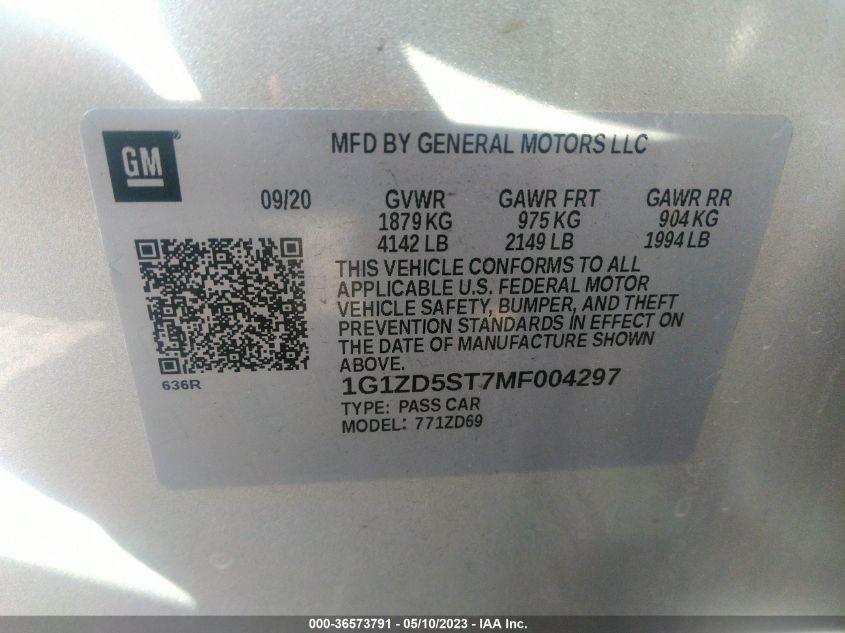 GM®
MFD BY GENERAL MOTORS LLC
09/20 GVWR GAWR FRT GAWR RR
1879 KG 975 KG 904 KG
4142 LB 2149 LB 1994 LB
THIS VEHICLE CONFORMS TO ALL
APPLICABLE U.S. FEDERAL MOTOR
VEHICLE SAFETY, BUMPER, AND THEFT
PREVENTION STANDARDS IN EFFECT ON
THE DATE OF MANUFACTURE SHOWN
ABOVE.
636R
1G1ZD5ST7MF004297
TYPE: PASS CAR
MODEL: 771ZD69
000-36573791 - 05/10/2023 - IAA Inc.